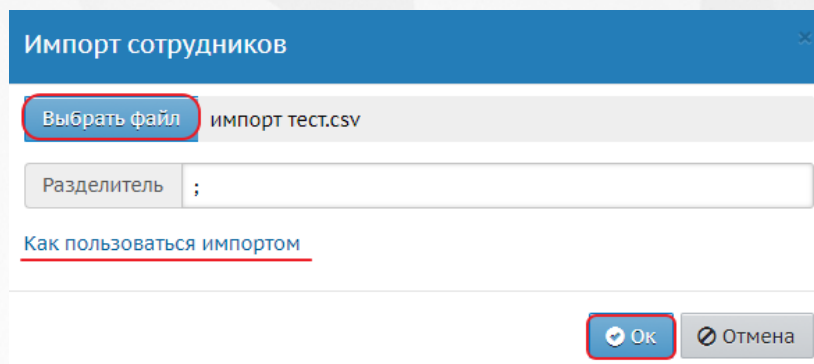 Импорт сотрудников
Выбрать файл импорт тест.csv
Разделитель ;
Как пользоваться импортом
Ок Отмена